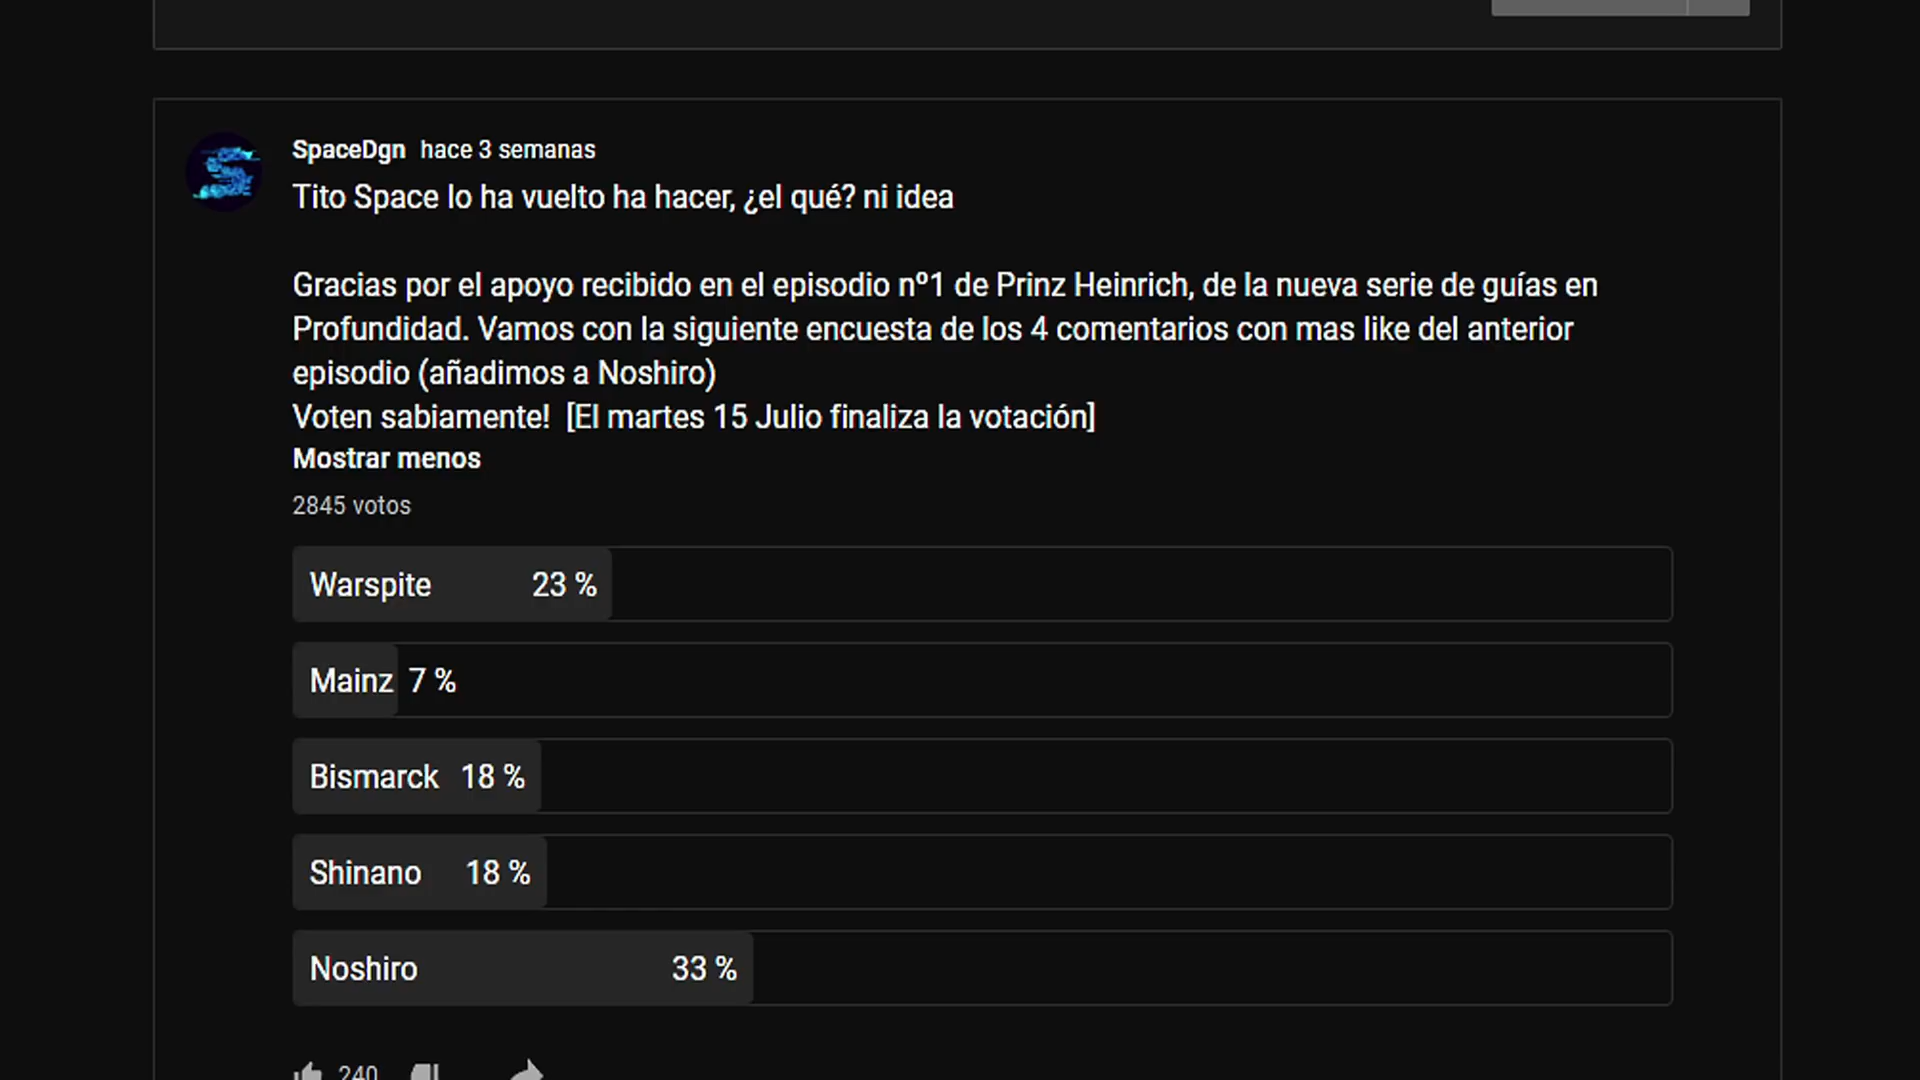 SpaceDgn hace 3 semanas
Tito Space lo ha vuelto ha hacer, ¿el qué? ni idea
Gracias por el apoyo recibido en el episodio nº1 de Prinz Heinrich, de la nueva serie de guías en
Profundidad. Vamos con la siguiente encuesta de los 4 comentarios con mas like del anterior
episodio (añadimos a Noshiro)
Voten sabiamente! [El martes 15 Julio finaliza la votación]
Mostrar menos
2845 votos
Warspite 23 %
Mainz 7 %
Bismarck 18 %
Shinano 18 %
Noshiro 33 %
240